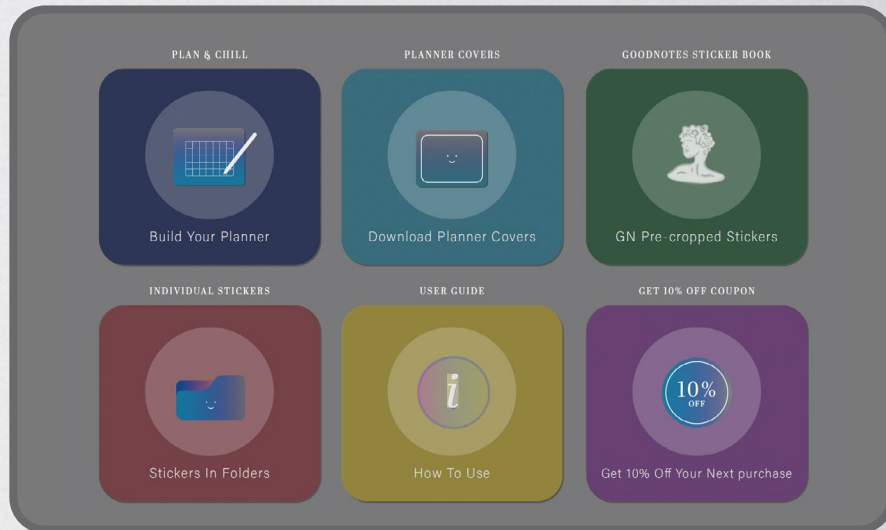 PLAN & CHILL
Build Your Planner
PLANNER COVERS
Download Planner Covers
GOODNOTES STICKER BOOK
GN Pre-cropped Stickers
INDIVIDUAL STICKERS
Stickers In Folders
USER GUIDE
i
How To Use
GET 10% OFF COUPON
10%
OFF
Get 10% Off Your Next purchase